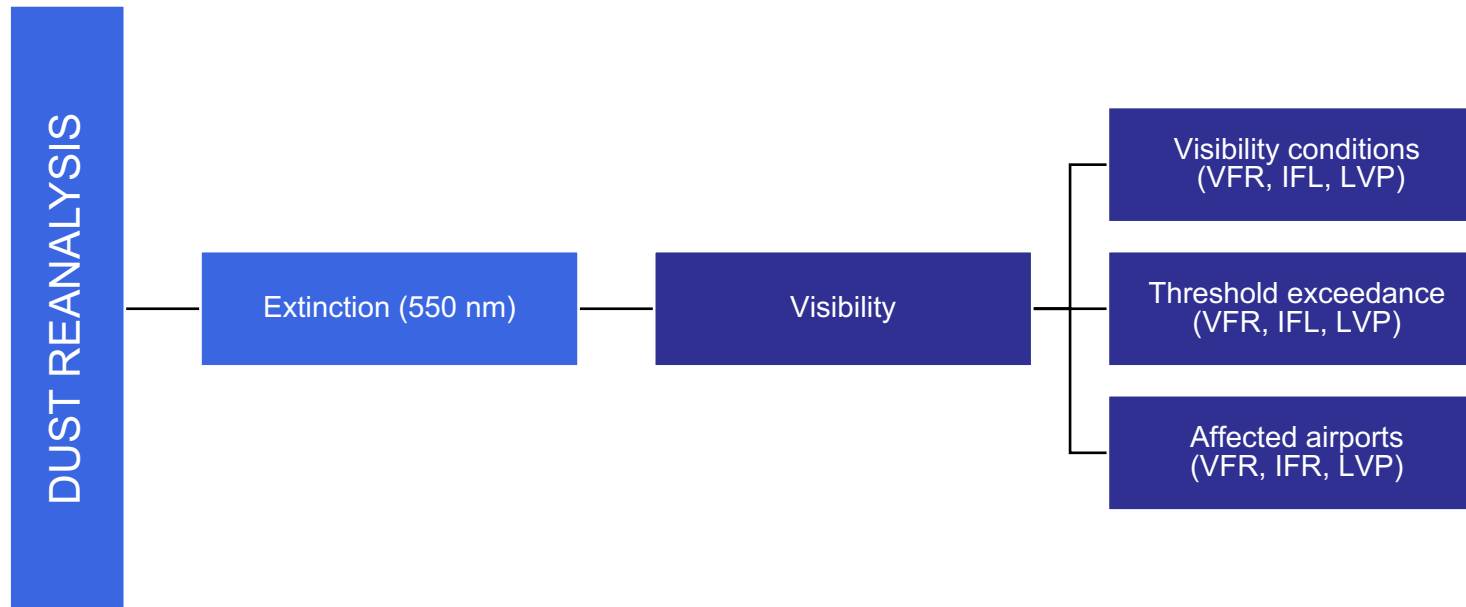 DUST REANALYSIS
Extinction (550 nm)
Visibility
Visibility conditions
(VFR, IFL, LVP)
Threshold exceedance
(VFR, IFL, LVP)
Affected airports
(VFR, IFR, LVP)